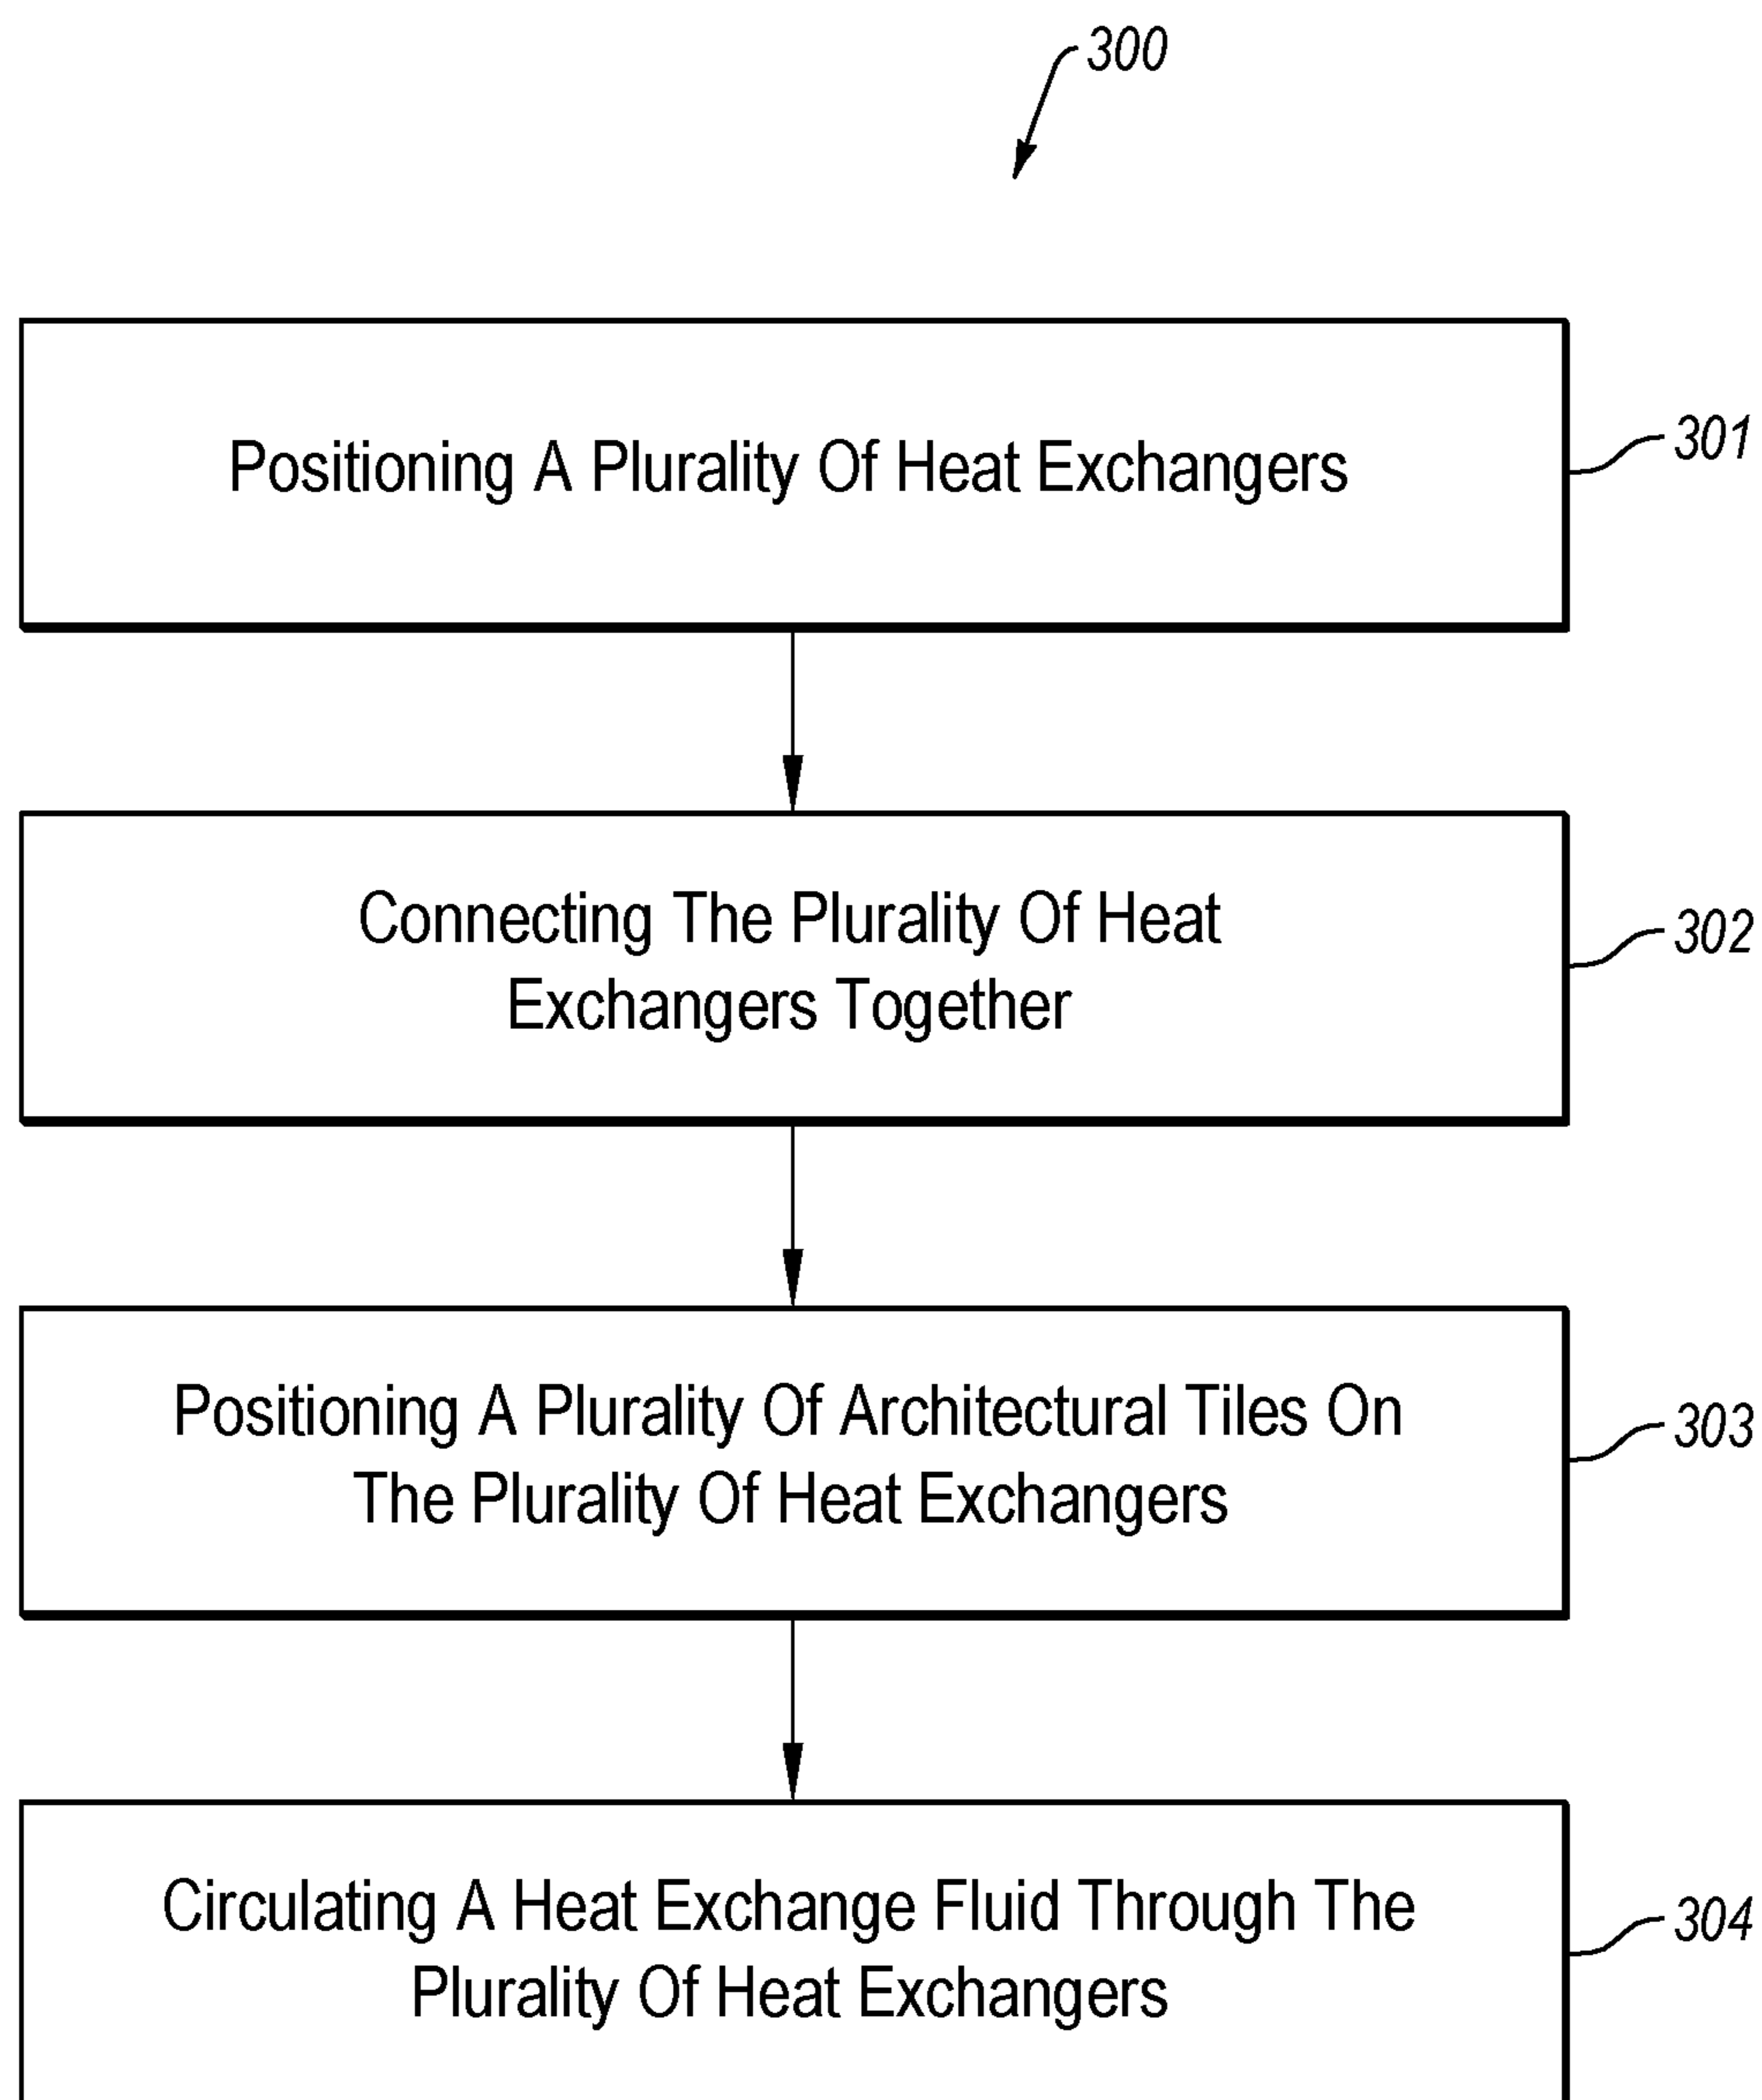 300
Positioning A Plurality Of Heat Exchangers
301
Connecting The Plurality Of Heat
Exchangers Together
302
Positioning A Plurality Of Architectural Tiles On
The Plurality Of Heat Exchangers
303
Circulating A Heat Exchange Fluid Through The
Plurality Of Heat Exchangers
304